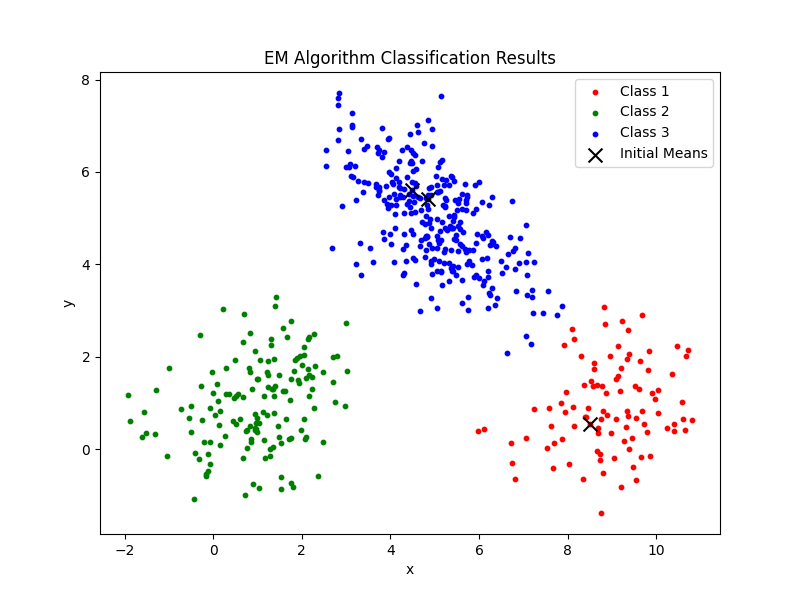 EM Algorithm Classification Results
Class 1
Class 2
Class 3
Initial Means
8
6
4
2
0
y
−2
0
2
4
6
8
10
x